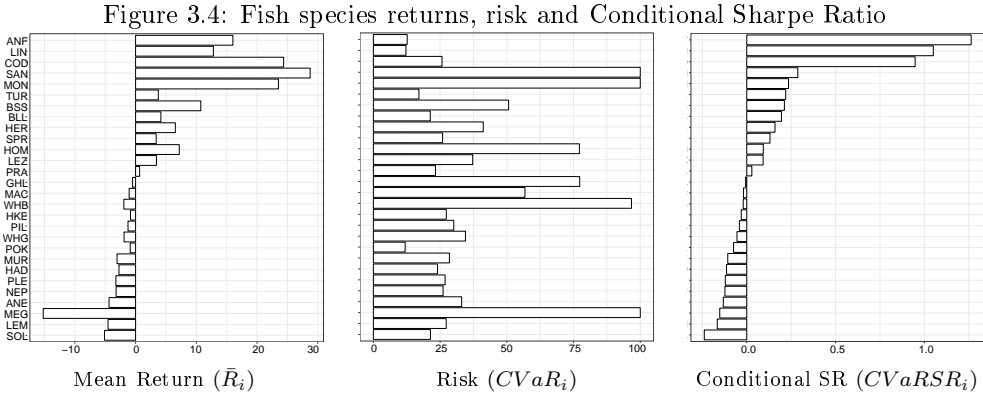 Figure 3.4: Fish species returns, risk and Conditional Sharpe Ratio
ANF
LIN
COD
SAN
MON
TUR
BSS
BLL
HER
SPR
HOM
LEZ
PRA
GHL
MAC
WHB
HKE
PIL
WHG
POK
MUR
HAD
PLE
NEP
ANE
MEG
LEM
SOL
−10 0 10 20 30
0 25 50 75 100
0.0 0.5 1.0
Mean Return (R̄ᵢ)
Risk (CVaRᵢ)
Conditional SR (CVaRSRᵢ)